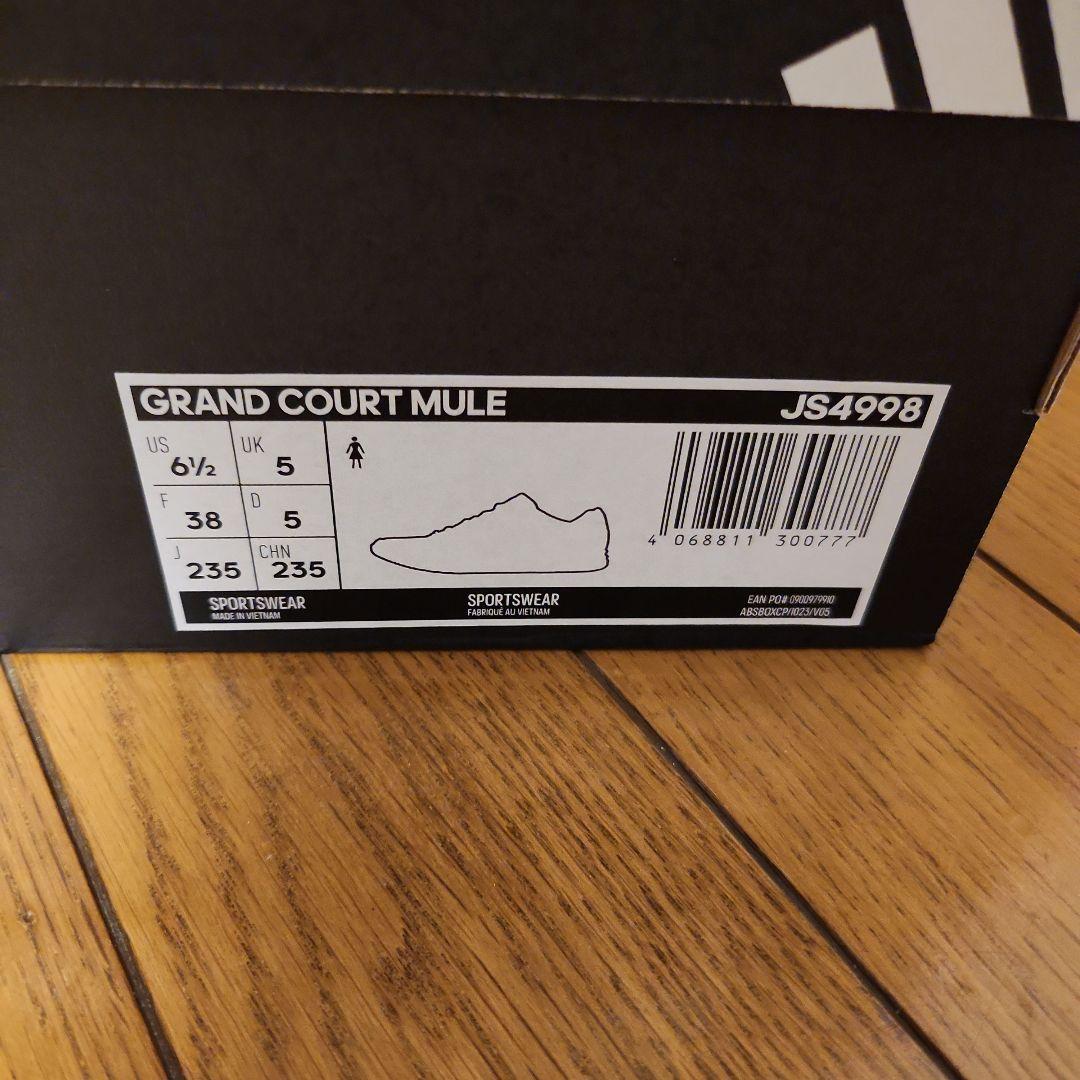 GRAND COURT MULE JS4998
US 6½ UK 5
F 38 D 5
J 235 CHN 235
4 068811 300777
SPORTSWEAR
MADE IN VIETNAM
SPORTSWEAR
FABRIQUÉ AU VIETNAM
EAN PO# 0900979910
ABSBOXCP/1023/V05